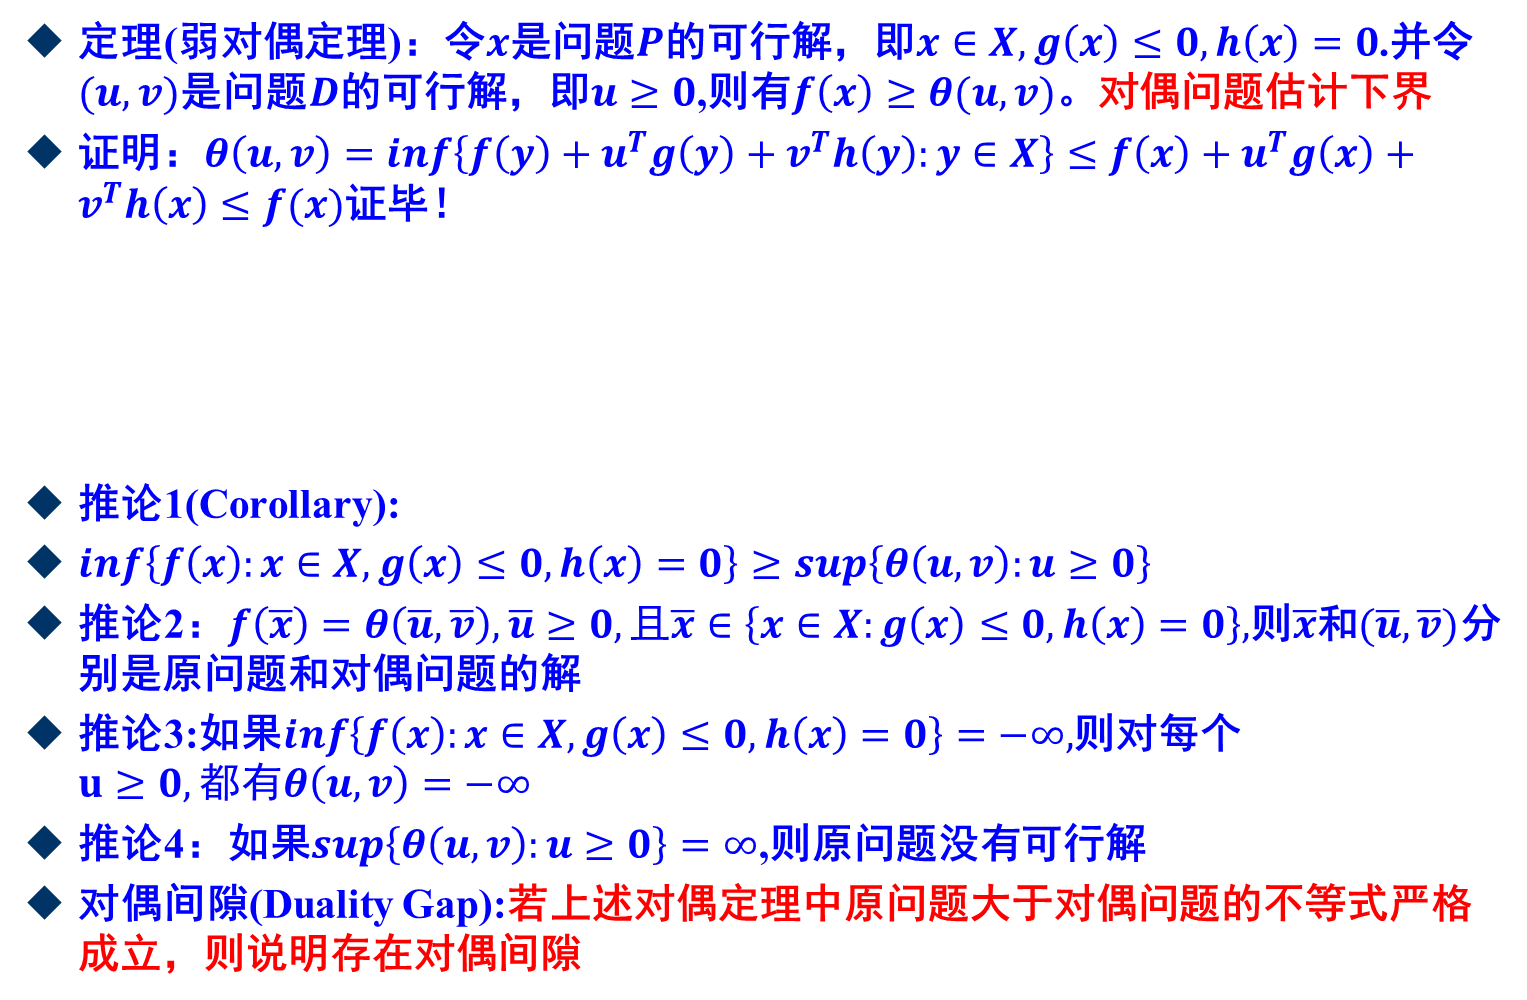 ◆ 定理(弱对偶定理)：令x是问题P的可行解，即x ∈ X, g(x) ≤ 0, h(x) = 0.并令
(u, v)是问题D的可行解，即u ≥ 0,则有f(x) ≥ θ(u, v)。对偶问题估计下界
◆ 证明：θ(u, v) = inf{f(y) + u^T g(y) + v^T h(y): y ∈ X} ≤ f(x) + u^T g(x) +
v^T h(x) ≤ f(x)证毕！
◆ 推论1(Corollary):
◆ inf{f(x): x ∈ X, g(x) ≤ 0, h(x) = 0} ≥ sup{θ(u, v): u ≥ 0}
◆ 推论2：f(x̅) = θ(u̅, v̅), u̅ ≥ 0, 且x̅ ∈ {x ∈ X: g(x) ≤ 0, h(x) = 0},则x̅和(u̅, v̅)分
别是原问题和对偶问题的解
◆ 推论3:如果inf{f(x): x ∈ X, g(x) ≤ 0, h(x) = 0} = −∞,则对每个
u ≥ 0, 都有θ(u, v) = −∞
◆ 推论4：如果sup{θ(u, v): u ≥ 0} = ∞,则原问题没有可行解
◆ 对偶间隙(Duality Gap):若上述对偶定理中原问题大于对偶问题的不等式严格
成立，则说明存在对偶间隙